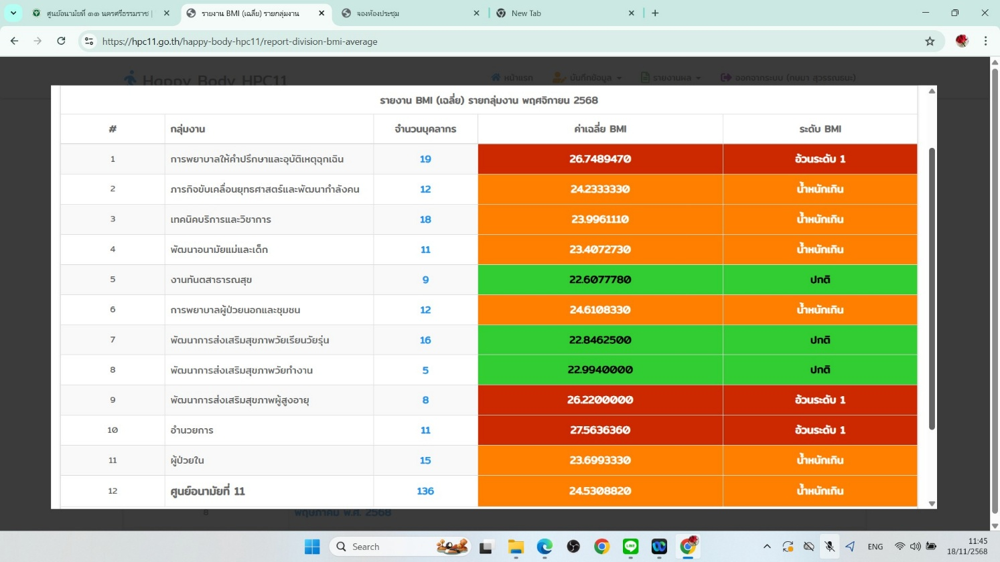 ศูนย์อนามัยที่ ๑๑ นครศรีธรรมราช |
รายงาน BMI (เฉลี่ย) รายกลุ่มงาน
จองห้องประชุม
New Tab
https://hpc11.go.th/happy-body-hpc11/report-division-bmi-average
Happy Body HPC11
หน้าแรก
บันทึกข้อมูล
รายงานผล
ออกจากระบบ (กษมา สุวรรณธนะ)
รายงาน BMI (เฉลี่ย) รายกลุ่มงาน พฤศจิกายน 2568
# กลุ่มงาน จำนวนบุคลากร ค่าเฉลี่ย BMI ระดับ BMI
1 การพยาบาลให้คำปรึกษาและอุบัติเหตุฉุกเฉิน 19 26.7489470 อ้วนระดับ 1
2 ภารกิจขับเคลื่อนยุทธศาสตร์และพัฒนากำลังคน 12 24.2333330 น้ำหนักเกิน
3 เทคนิคบริการและวิชาการ 18 23.9961110 น้ำหนักเกิน
4 พัฒนาอนามัยแม่และเด็ก 11 23.4072730 น้ำหนักเกิน
5 งานทันตสาธารณสุข 9 22.6077780 ปกติ
6 การพยาบาลผู้ป่วยนอกและชุมชน 12 24.6108330 น้ำหนักเกิน
7 พัฒนาการส่งเสริมสุขภาพวัยเรียนวัยรุ่น 16 22.8462500 ปกติ
8 พัฒนาการส่งเสริมสุขภาพวัยทำงาน 5 22.9940000 ปกติ
9 พัฒนาการส่งเสริมสุขภาพผู้สูงอายุ 8 26.2200000 อ้วนระดับ 1
10 อำนวยการ 11 27.5636360 อ้วนระดับ 1
11 ผู้ป่วยใน 15 23.6993330 น้ำหนักเกิน
12 ศูนย์อนามัยที่ 11 136 24.5308820 น้ำหนักเกิน
8 พฤษภาคม พ.ศ. 2568
Search
ENG
11:45
18/11/2568